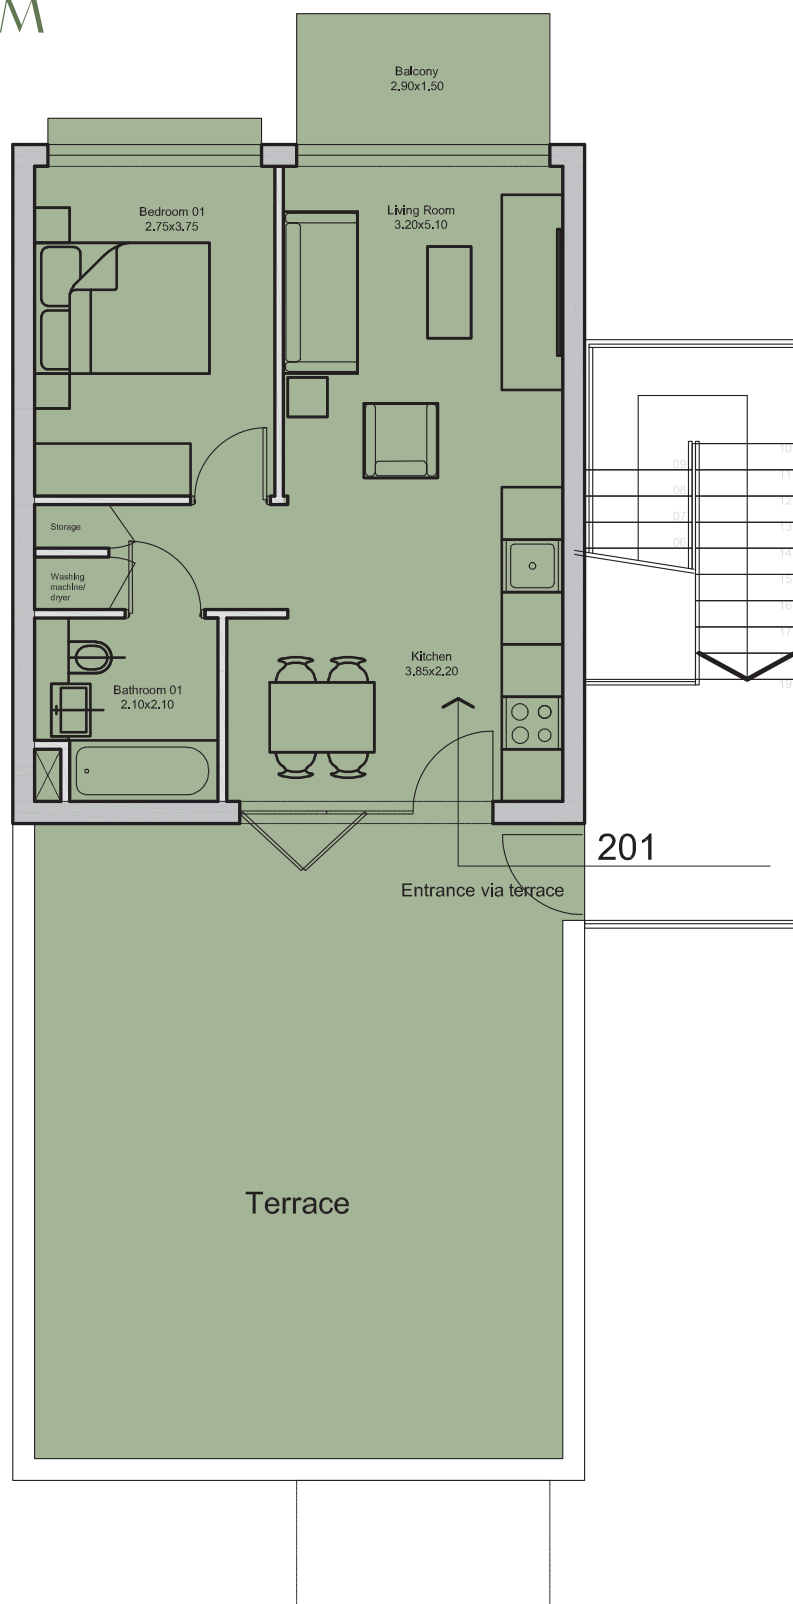 M
Balcony
2.90x1.50
Bedroom 01
2.75x3.75
Living Room
3.20x5.10
Storage
Washing
machine/
dryer
Kitchen
3.85x2.20
Bathroom 01
2.10x2.10
09
08
07
06
10
11
12
13
14
15
16
17
19
201
Entrance via terrace
Terrace